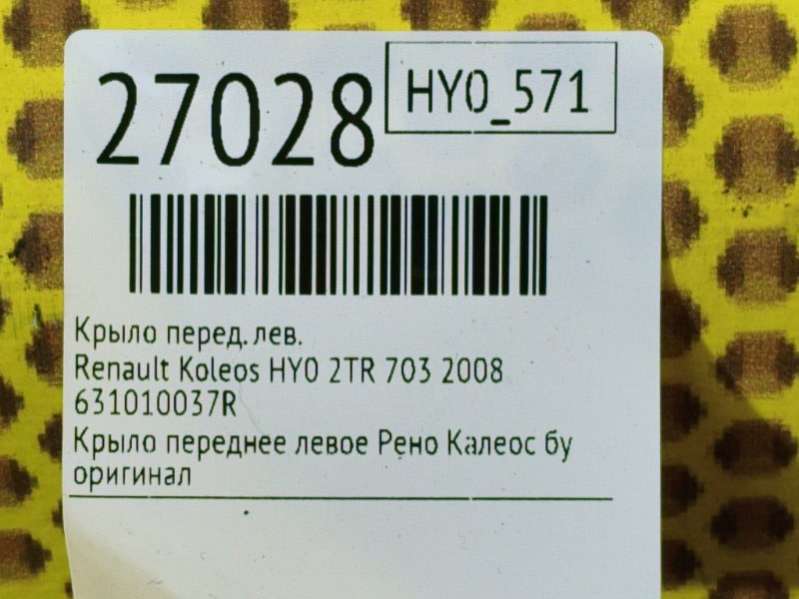 27028
HY0_571
Крыло перед. лев.
Renault Koleos HY0 2TR 703 2008
631010037R
Крыло переднее левое Рено Калеос бу
оригинал